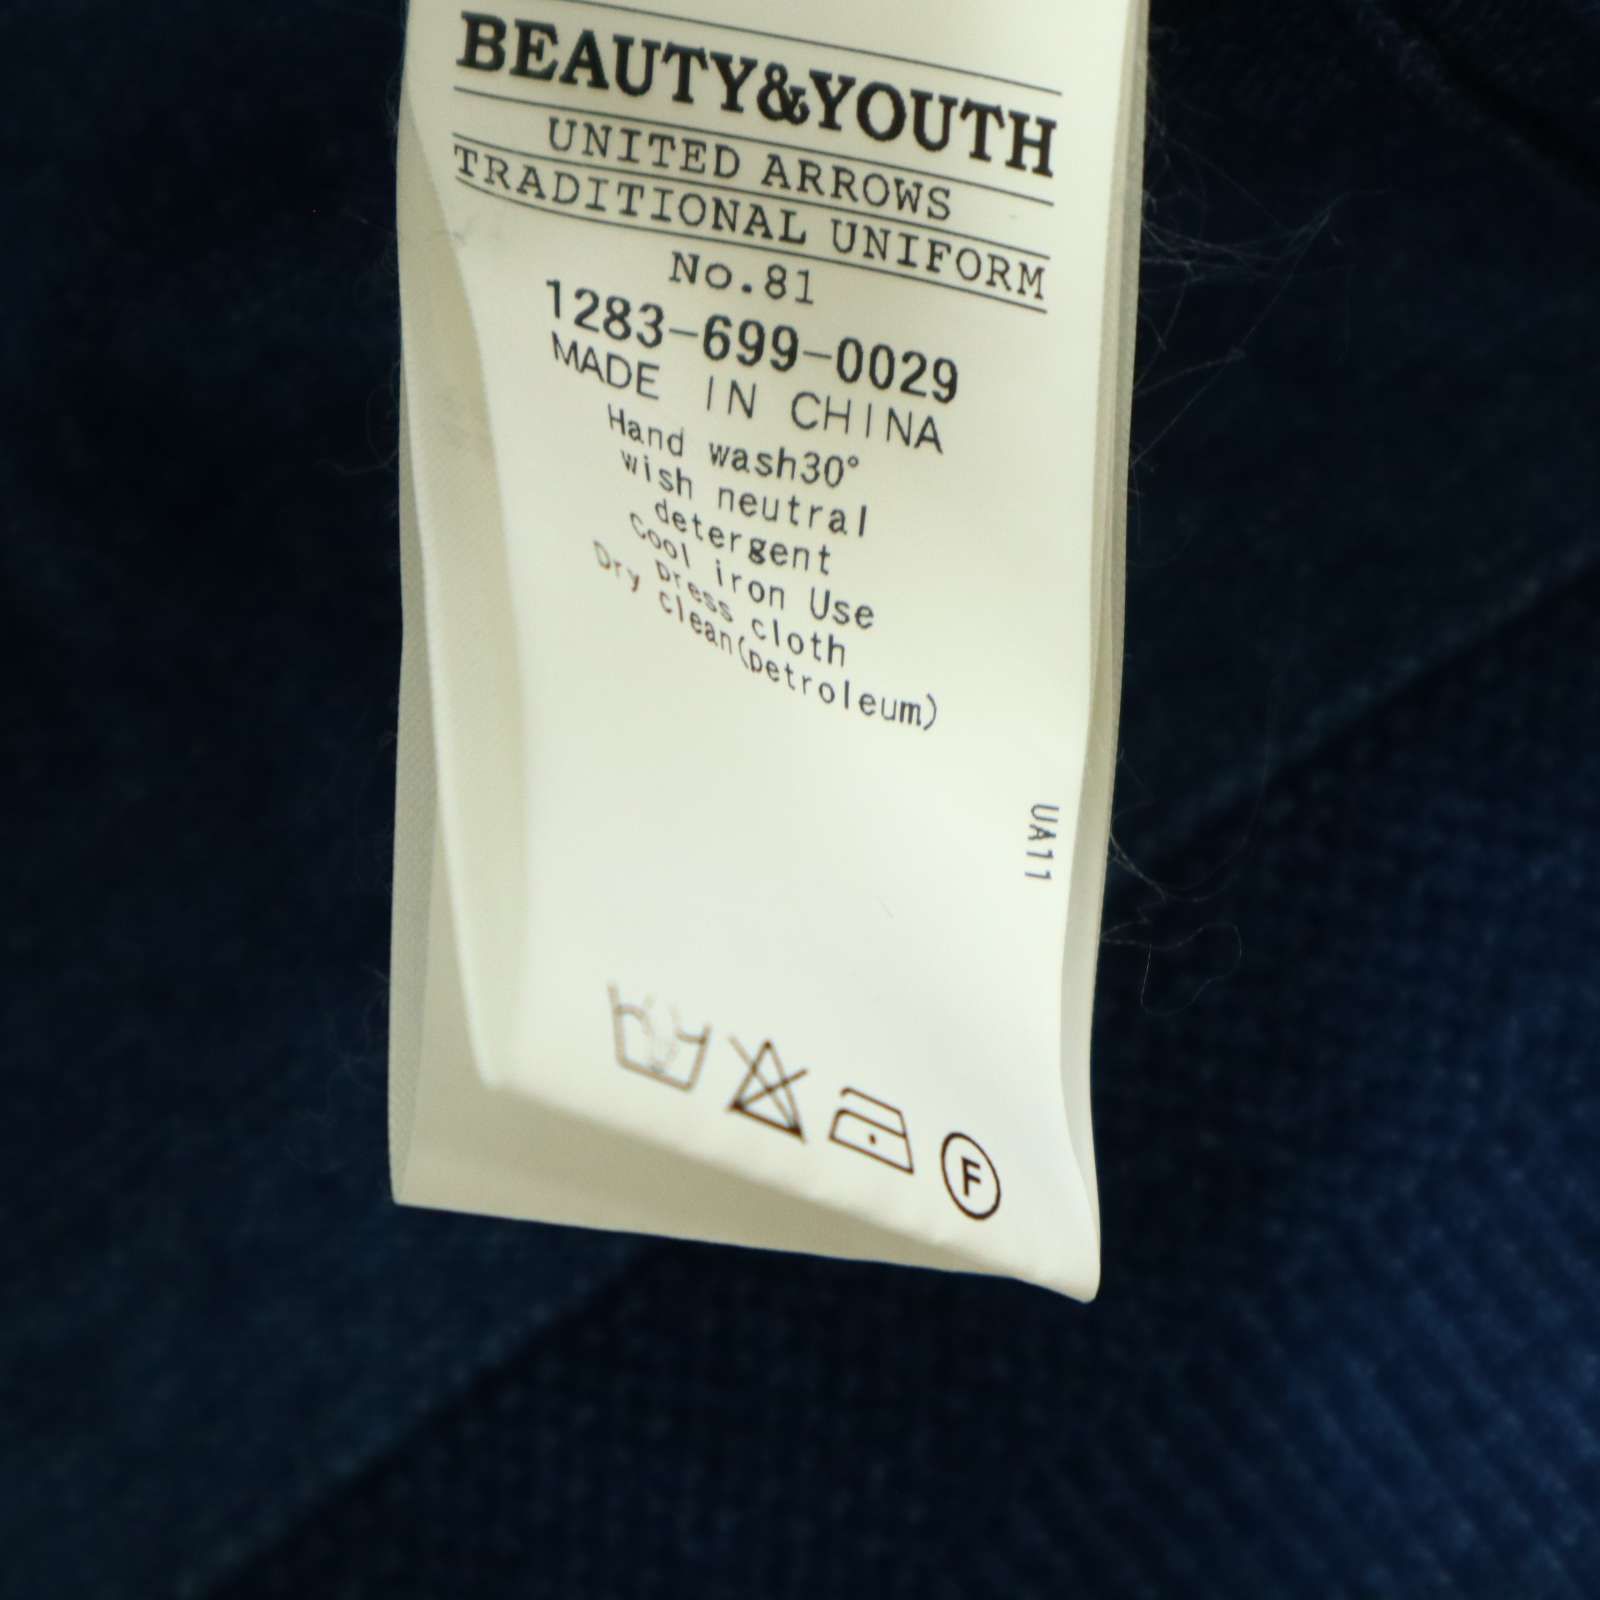 BEAUTY&YOUTH
UNITED ARROWS
TRADITIONAL UNIFORM
No.81
1283-699-0029
MADE IN CHINA
Hand wash30°
wish neutral
detergent
Cool iron Use
press cloth
Dry Clean(petroleum)
UA11
F